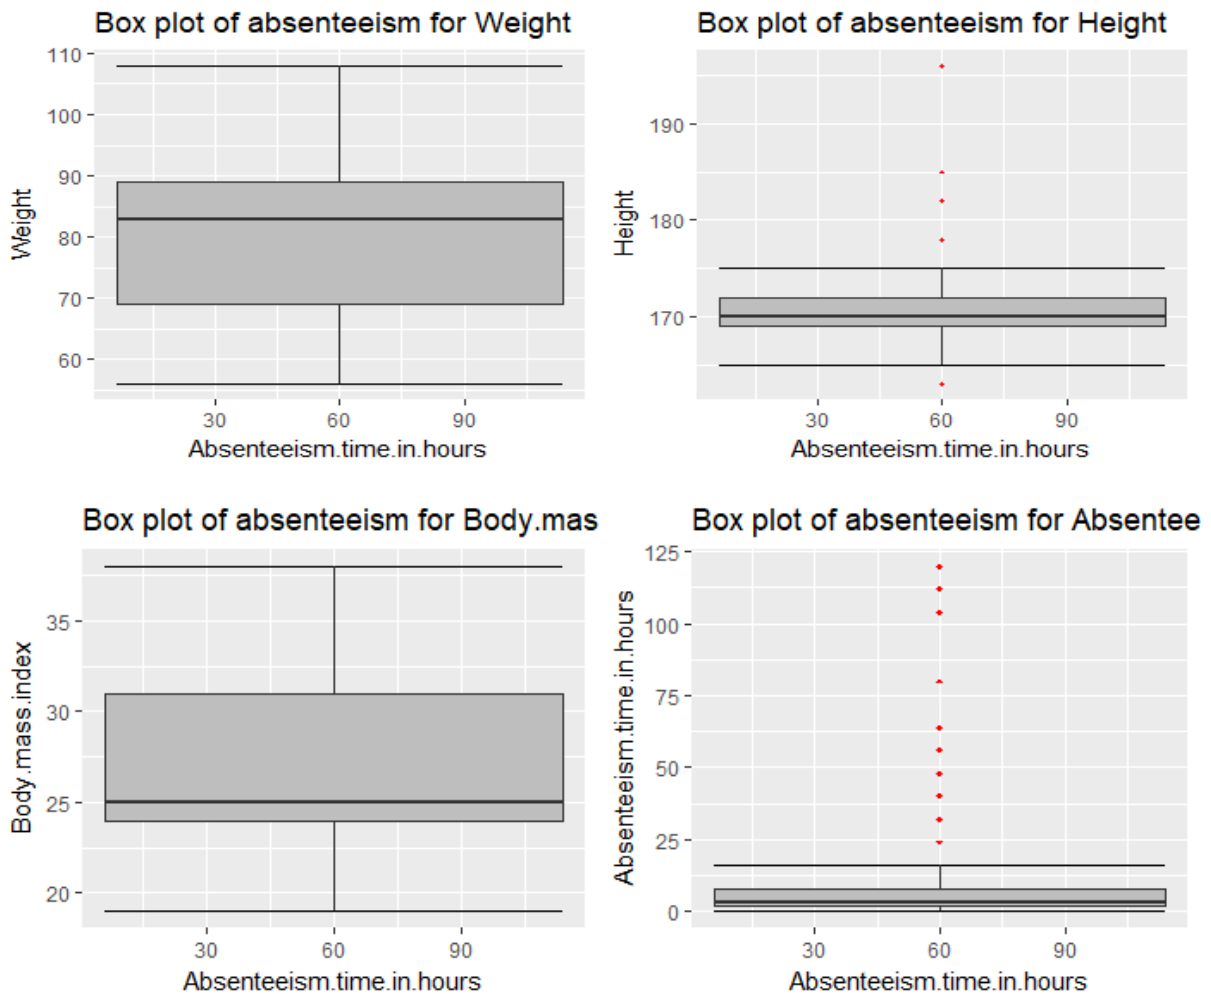 Box plot of absenteeism for Weight
110
100
90
80
70
60
Weight
30 60 90
Absenteeism.time.in.hours
Box plot of absenteeism for Height
190
180
170
Height
30 60 90
Absenteeism.time.in.hours
Box plot of absenteeism for Body.mas
35
30
25
20
Body.mass.index
30 60 90
Absenteeism.time.in.hours
Box plot of absenteeism for Absentee
125
100
75
50
25
0
Absenteeism.time.in.hours
30 60 90
Absenteeism.time.in.hours